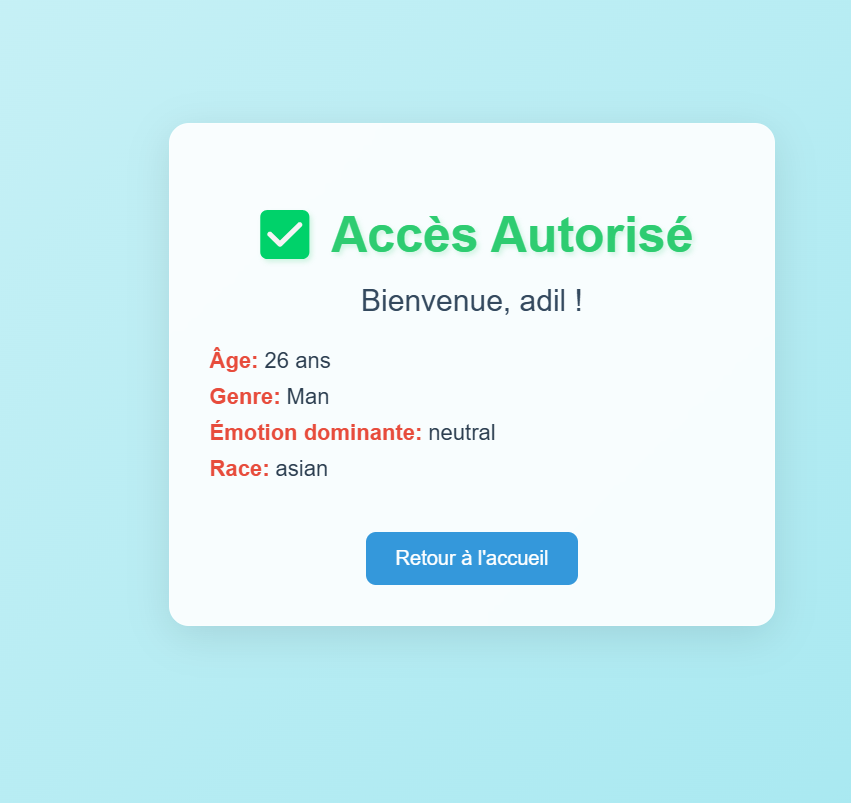 Accès Autorisé
Bienvenue, adil !
Âge: 26 ans
Genre: Man
Émotion dominante: neutral
Race: asian
Retour à l'accueil